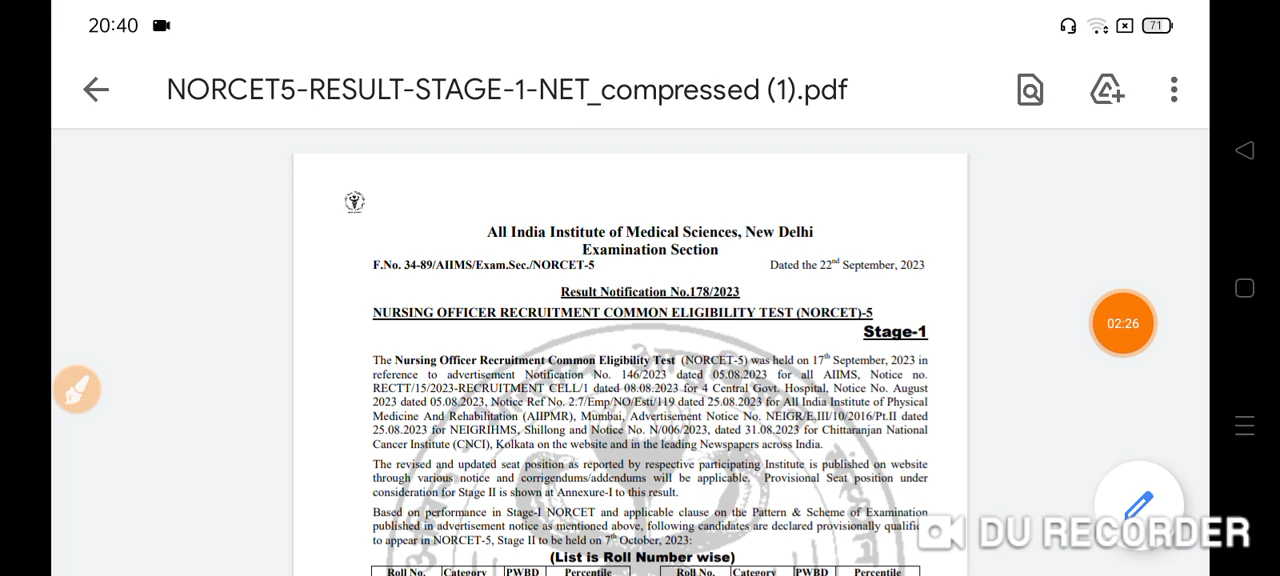 20:40
71
NORCET5-RESULT-STAGE-1-NET_compressed (1).pdf
All India Institute of Medical Sciences, New Delhi
Examination Section
F.No. 34-89/AIIMS/Exam.Sec./NORCET-5 Dated the 22nd September, 2023
Result Notification No.178/2023
NURSING OFFICER RECRUITMENT COMMON ELIGIBILITY TEST (NORCET)-5
Stage-1
02:26
The Nursing Officer Recruitment Common Eligibility Test (NORCET-5) was held on 17th September, 2023 in
reference to advertisement Notification No. 146/2023 dated 05.08.2023 for all AIIMS, Notice no.
RECTT/15/2023-RECRUITMENT CELL/1 dated 08.08.2023 for 4 Central Govt. Hospital, Notice No. August
2023 dated 05.08.2023, Notice Ref No. 2.7/Emp/NO/Estt/119 dated 25.08.2023 for All India Institute of Physical
Medicine And Rehabilitation (AIIPMR), Mumbai, Advertisement Notice No. NEIGR/E.III/10/2016/Pt.II dated
25.08.2023 for NEIGRIHMS, Shillong and Notice No. N/006/2023, dated 31.08.2023 for Chittaranjan National
Cancer Institute (CNCI), Kolkata on the website and in the leading Newspapers across India.
The revised and updated seat position as reported by respective participating Institute is published on website
through various notice and corrigendums/addendums will be applicable. Provisional Seat position under
consideration for Stage II is shown at Annexure-I to this result.
Based on performance in Stage-I NORCET and applicable clause on the Pattern & Scheme of Examination
published in advertisement notice as mentioned above, following candidates are declared provisionally qualifie
to appear in NORCET-5, Stage II to be held on 7th October, 2023:
DU RECORDER
(List is Roll Number wise)
Roll No. Category PWBD Percentile Roll No. Category PWBD Percentile